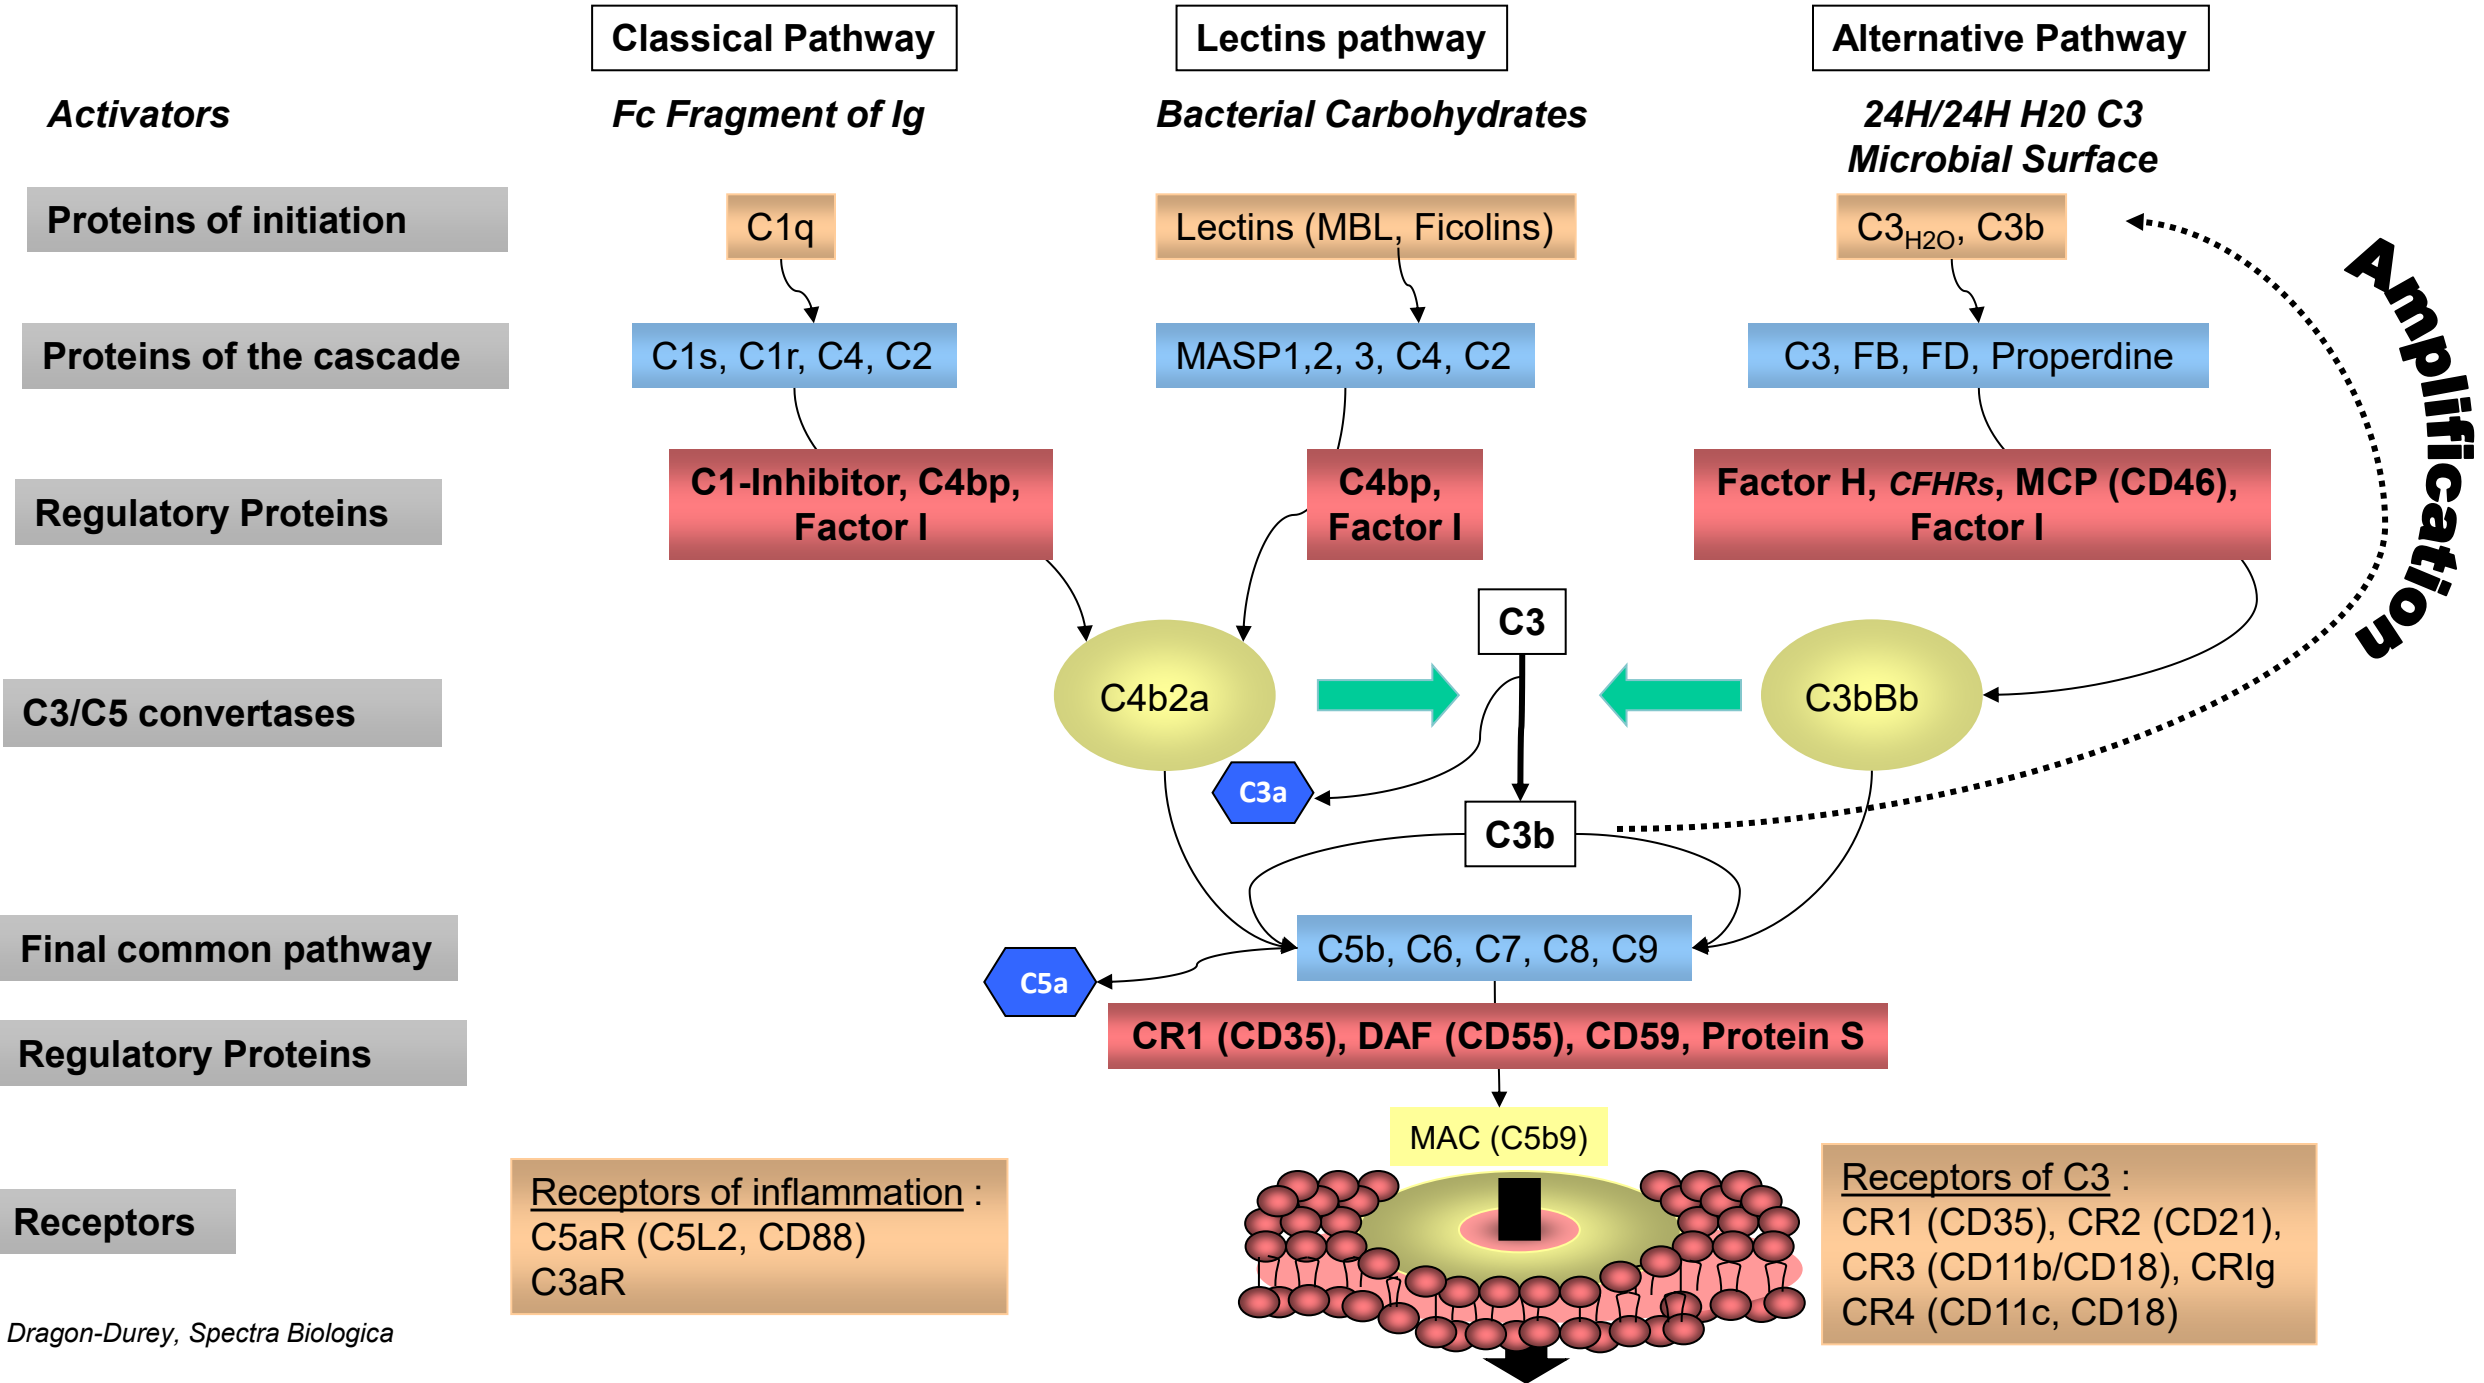 Classical Pathway
Lectins pathway
Alternative Pathway
Activators
Fc Fragment of Ig
Bacterial Carbohydrates
24H/24H H20 C3
Microbial Surface
Proteins of initiation
C1q
Lectins (MBL, Ficolins)
C3H2O, C3b
Proteins of the cascade
C1s, C1r, C4, C2
MASP1,2, 3, C4, C2
C3, FB, FD, Properdine
Amplification
Regulatory Proteins
C1-Inhibitor, C4bp,
Factor I
C4bp,
Factor I
Factor H, CFHRs, MCP (CD46),
Factor I
C3
C3/C5 convertases
C4b2a
C3bBb
C3a
C3b
Final common pathway
C5b, C6, C7, C8, C9
C5a
Regulatory Proteins
CR1 (CD35), DAF (CD55), CD59, Protein S
MAC (C5b9)
Receptors
Receptors of inflammation :
C5aR (C5L2, CD88)
C3aR
Receptors of C3 :
CR1 (CD35), CR2 (CD21),
CR3 (CD11b/CD18), CRIg
CR4 (CD11c, CD18)
Dragon-Durey, Spectra Biologica